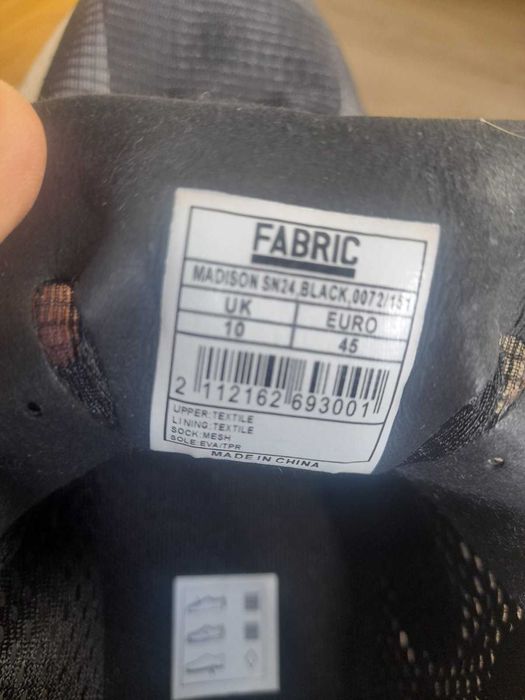 FABRIC
MADISON SN24,BLACK,0072/151
UK EURO
10 45
2 112162 693001
UPPER:TEXTILE
LINING:TEXTILE
SOCK:MESH
SOLE:EVA/TPR
MADE IN CHINA